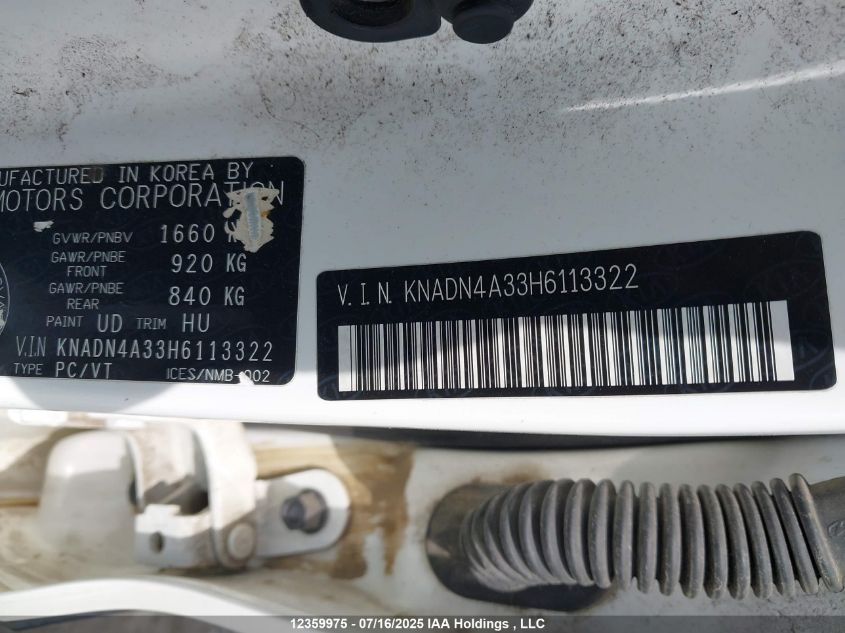 UFACTURED IN KOREA BY
MOTORS CORPORATION
GVWR/PNBV 1660
GAWR/PNBE FRONT 920 KG
GAWR/PNBE REAR 840 KG
PAINT UD TRIM HU
V.I.N KNADN4A33H6113322
TYPE PC/VT ICES/NMB-002
V.I.N. KNADN4A33H6113322
12359975 - 07/16/2025 IAA Holdings, LLC